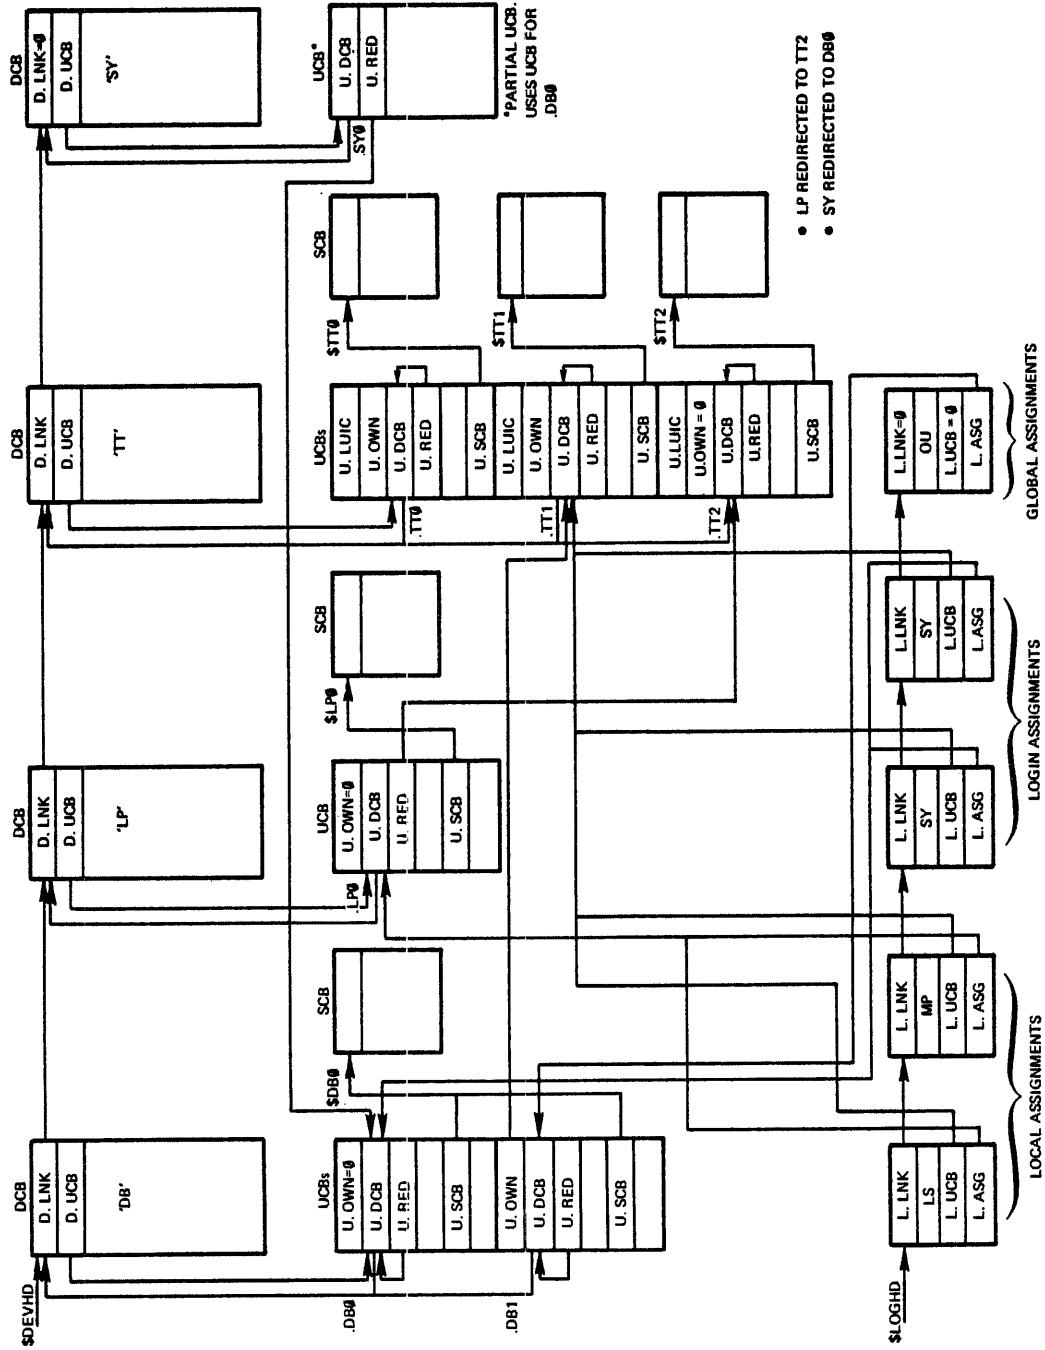 $DEVHD
DCB
D. LNK
D. UCB
'DB'
DCB
D. LNK
D. UCB
'LP'
DCB
D. LNK
D. UCB
'TT'
DCB
D. LNK=0
D. UCB
'SY'
.DB0
.DB1
UCBs
U. OWN=0
U. DCB
U. RED
U. SCB
U. OWN
U. DCB
U. RED
U. SCB
$DB0
SCB
.LP0
UCB
U. OWN=0
U. DCB
U. RED
U. SCB
$LP0
SCB
.TT0
.TT1
.TT2
UCBs
U. LUIC
U. OWN
U. DCB
U. RED
U. SCB
U. LUIC
U. OWN
U. DCB
U. RED
U. SCB
U.LUIC
U.OWN = 0
U.DCB
U.RED
U.SCB
$TT0
SCB
$TT1
$TT2
.SY0
UCB*
U. DCB
U. RED
*PARTIAL UCB.
USES UCB FOR
.DB0
• LP REDIRECTED TO TT2
• SY REDIRECTED TO DB0
$LOGHD
L. LNK
LS
L. UCB
L. ASG
L. LNK
MP
L. UCB
L. ASG
L. LNK
SY
L. UCB
L. ASG
L.LNK
SY
L.UCB
L.ASG
L.LNK=0
OU
L.UCB = 0
L. ASG
LOCAL ASSIGNMENTS
LOGIN ASSIGNMENTS
GLOBAL ASSIGNMENTS